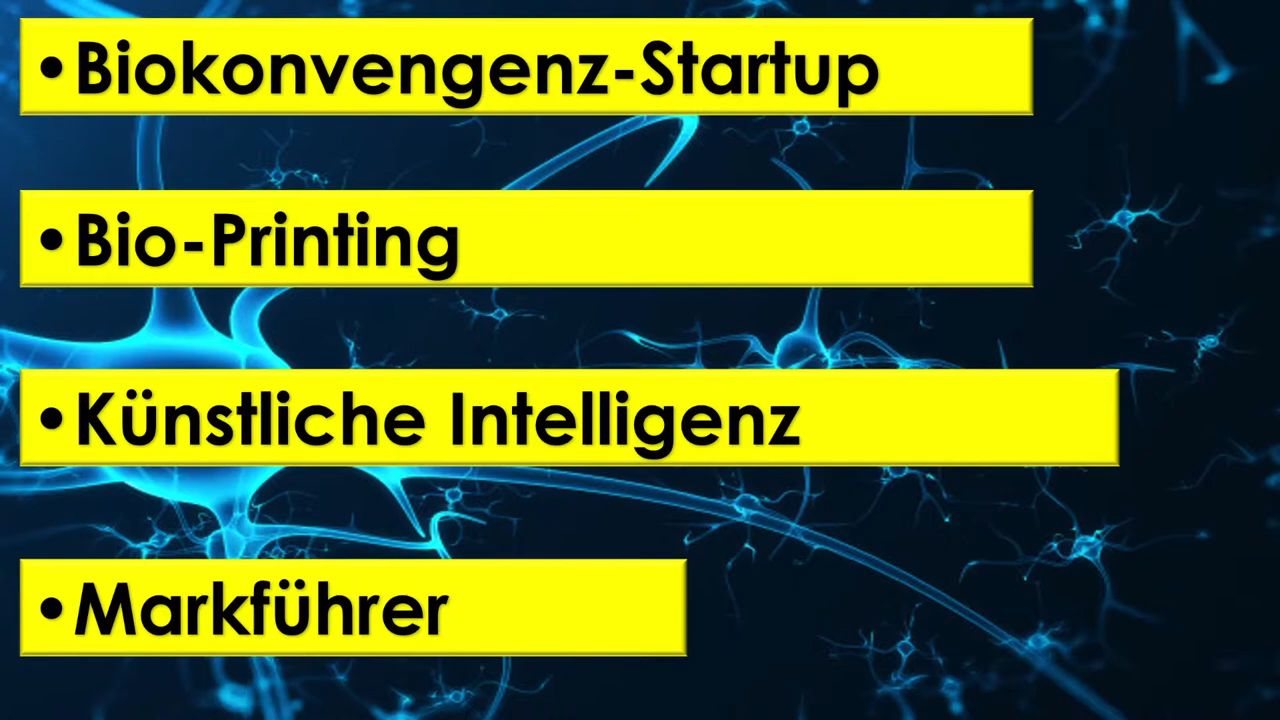 •Biokonvengenz-Startup
•Bio-Printing
•Künstliche Intelligenz
•Markführer